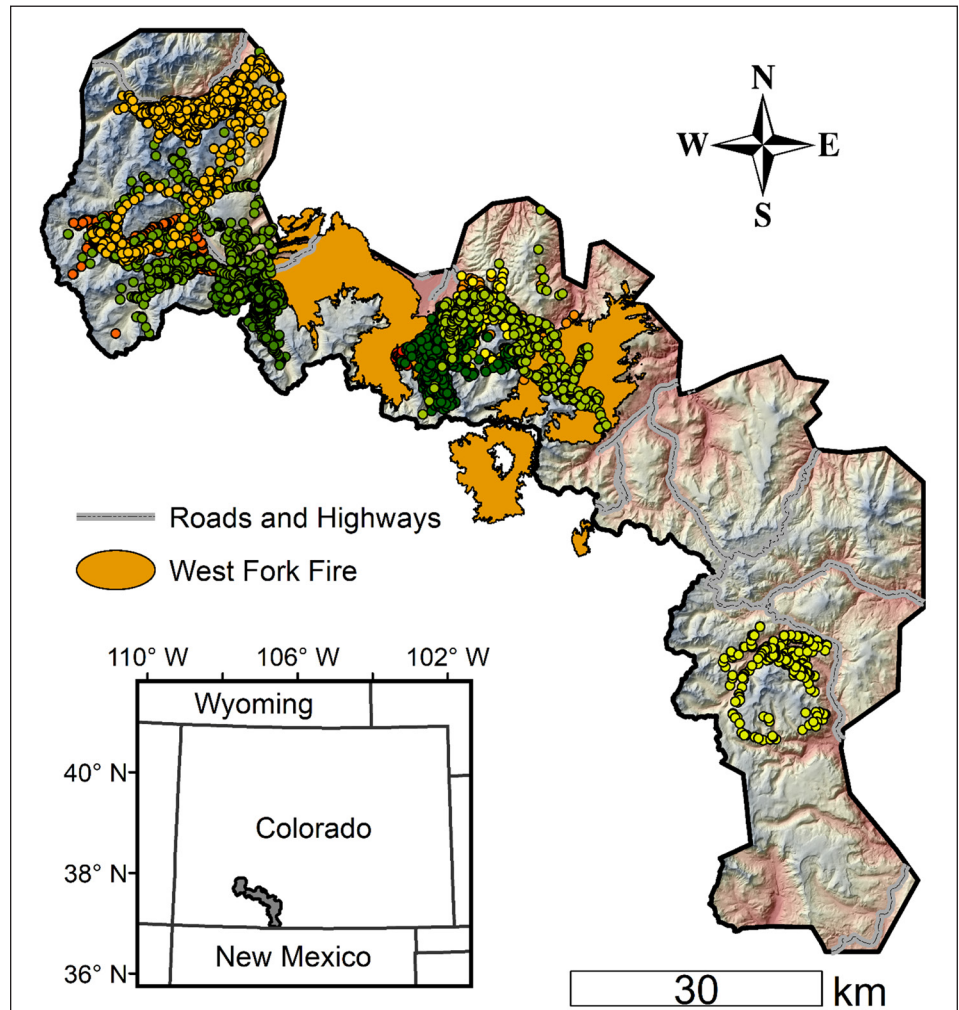 N
W E
S
Roads and Highways
West Fork Fire
110° W 106° W 102° W
Wyoming
40° N
Colorado
38° N
New Mexico
36° N
30 km